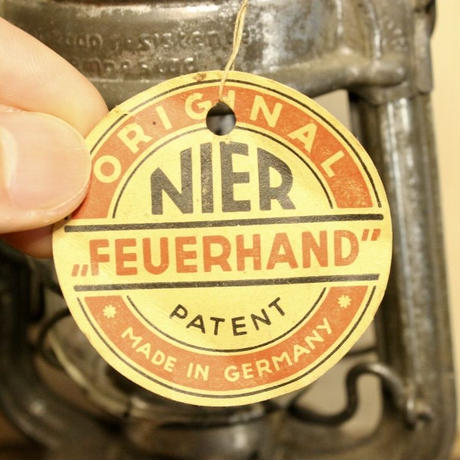 ORIGINAL
NIER
„FEUERHAND”
PATENT
* MADE IN GERMANY *